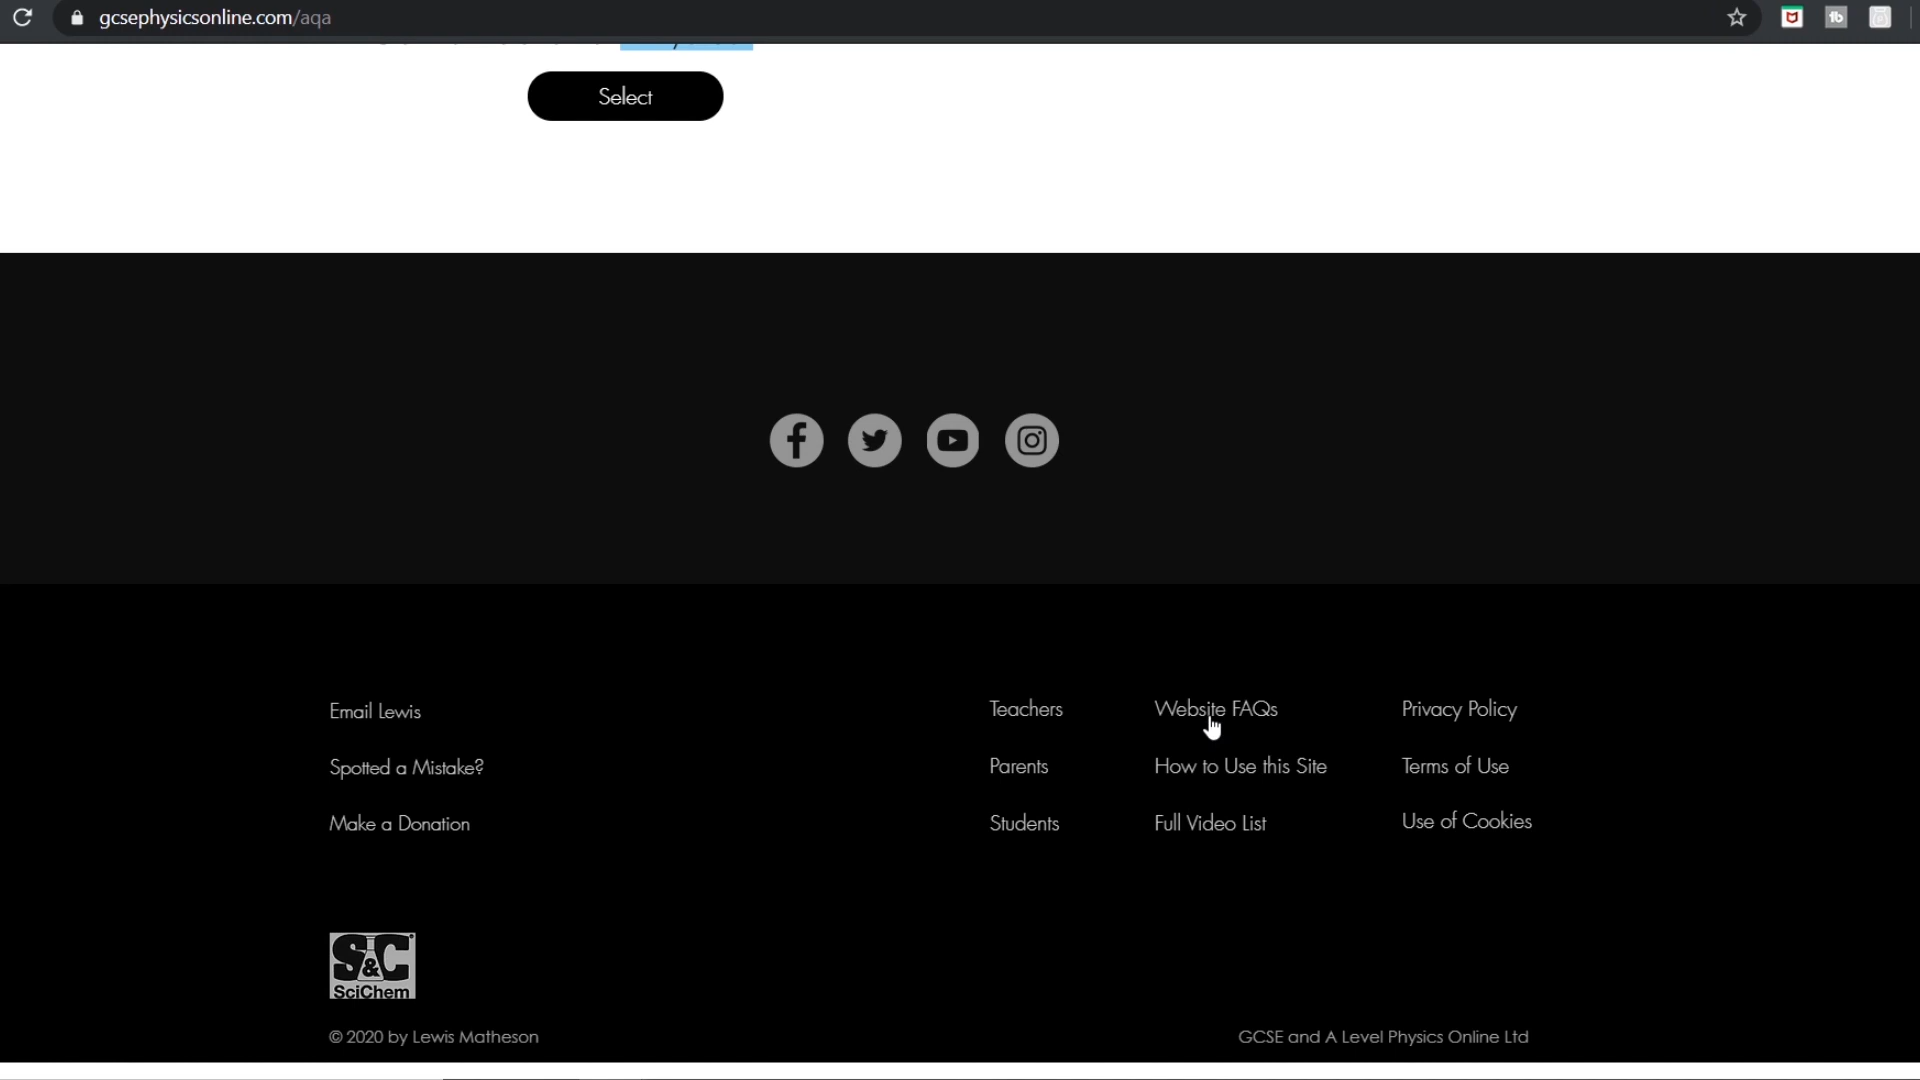 gcsephysicsonline.com/aqa
Select
Email Lewis
Spotted a Mistake?
Make a Donation
Teachers
Parents
Students
Website FAQs
How to Use this Site
Full Video List
Privacy Policy
Terms of Use
Use of Cookies
S&C
SciChem
© 2020 by Lewis Matheson
GCSE and A Level Physics Online Ltd